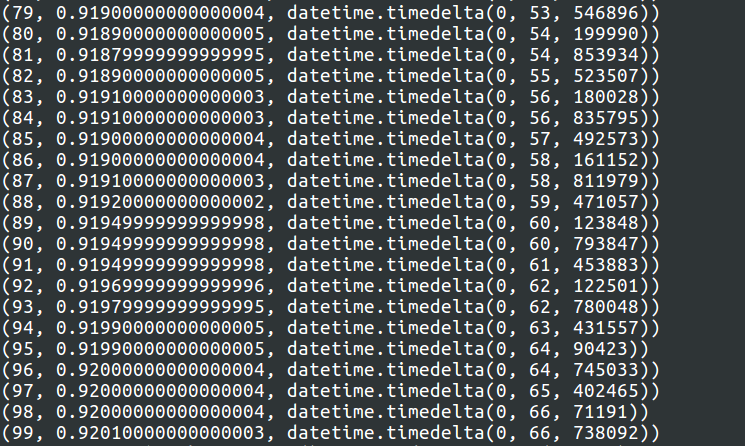 (79, 0.91900000000000004, datetime.timedelta(0, 53, 546896))
(80, 0.91890000000000005, datetime.timedelta(0, 54, 199990))
(81, 0.91879999999999995, datetime.timedelta(0, 54, 853934))
(82, 0.91890000000000005, datetime.timedelta(0, 55, 523507))
(83, 0.91910000000000003, datetime.timedelta(0, 56, 180028))
(84, 0.91910000000000003, datetime.timedelta(0, 56, 835795))
(85, 0.91900000000000004, datetime.timedelta(0, 57, 492573))
(86, 0.91900000000000004, datetime.timedelta(0, 58, 161152))
(87, 0.91910000000000003, datetime.timedelta(0, 58, 811979))
(88, 0.91920000000000002, datetime.timedelta(0, 59, 471057))
(89, 0.91949999999999998, datetime.timedelta(0, 60, 123848))
(90, 0.91949999999999998, datetime.timedelta(0, 60, 793847))
(91, 0.91949999999999998, datetime.timedelta(0, 61, 453883))
(92, 0.91969999999999996, datetime.timedelta(0, 62, 122501))
(93, 0.91979999999999995, datetime.timedelta(0, 62, 780048))
(94, 0.91990000000000005, datetime.timedelta(0, 63, 431557))
(95, 0.91990000000000005, datetime.timedelta(0, 64, 90423))
(96, 0.92000000000000004, datetime.timedelta(0, 64, 745033))
(97, 0.92000000000000004, datetime.timedelta(0, 65, 402465))
(98, 0.92000000000000004, datetime.timedelta(0, 66, 71191))
(99, 0.92010000000000003, datetime.timedelta(0, 66, 738092))